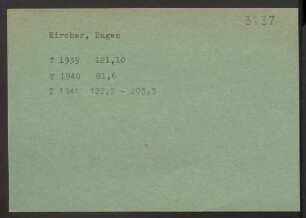 3137
Kircher, Eugen
T 1939 121,10
T 1940 81,6
T 1941 122,2 - 203,3